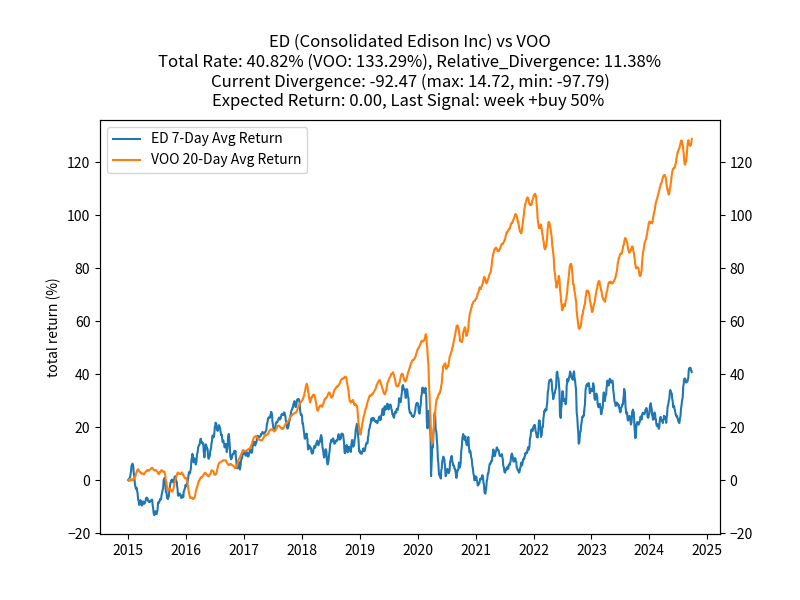 ED (Consolidated Edison Inc) vs VOO
Total Rate: 40.82% (VOO: 133.29%), Relative_Divergence: 11.38%
Current Divergence: -92.47 (max: 14.72, min: -97.79)
Expected Return: 0.00, Last Signal: week +buy 50%
ED 7-Day Avg Return
VOO 20-Day Avg Return
total return (%)
120 120
100 100
80 80
60 60
40 40
20 20
0 0
−20 −20
2015 2016 2017 2018 2019 2020 2021 2022 2023 2024 2025